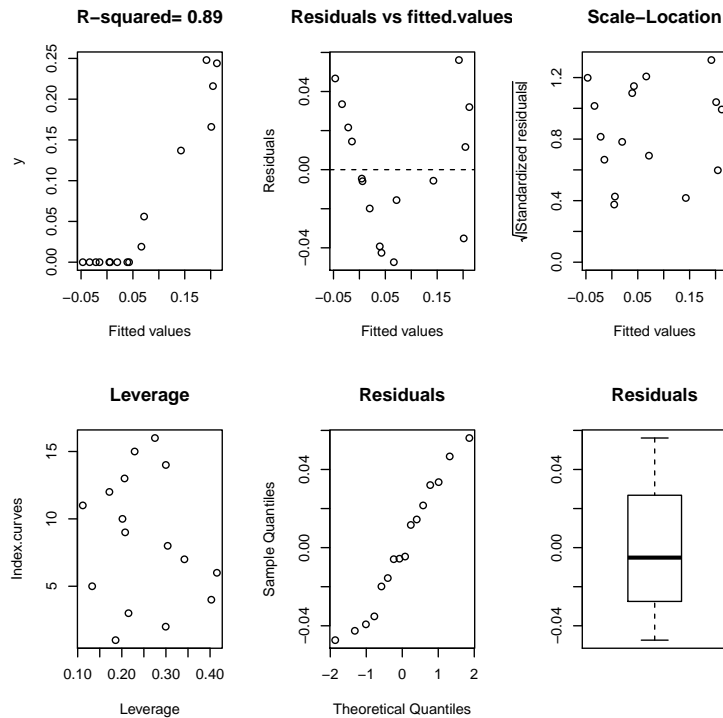 R−squared= 0.89
Residuals vs fitted.values
Scale−Location
y
0.00
0.05
0.10
0.15
0.20
0.25
−0.05
0.05
0.15
Fitted values
Residuals
−0.04
0.00
0.04
−0.05
0.05
0.15
Fitted values
√|Standardized residuals|
0.0
0.4
0.8
1.2
−0.05
0.05
0.15
Fitted values
Leverage
Residuals
Residuals
Index.curves
5
10
15
0.10
0.20
0.30
0.40
Leverage
Sample Quantiles
−0.04
0.00
0.04
−2
−1
0
1
2
Theoretical Quantiles
−0.04
0.00
0.04